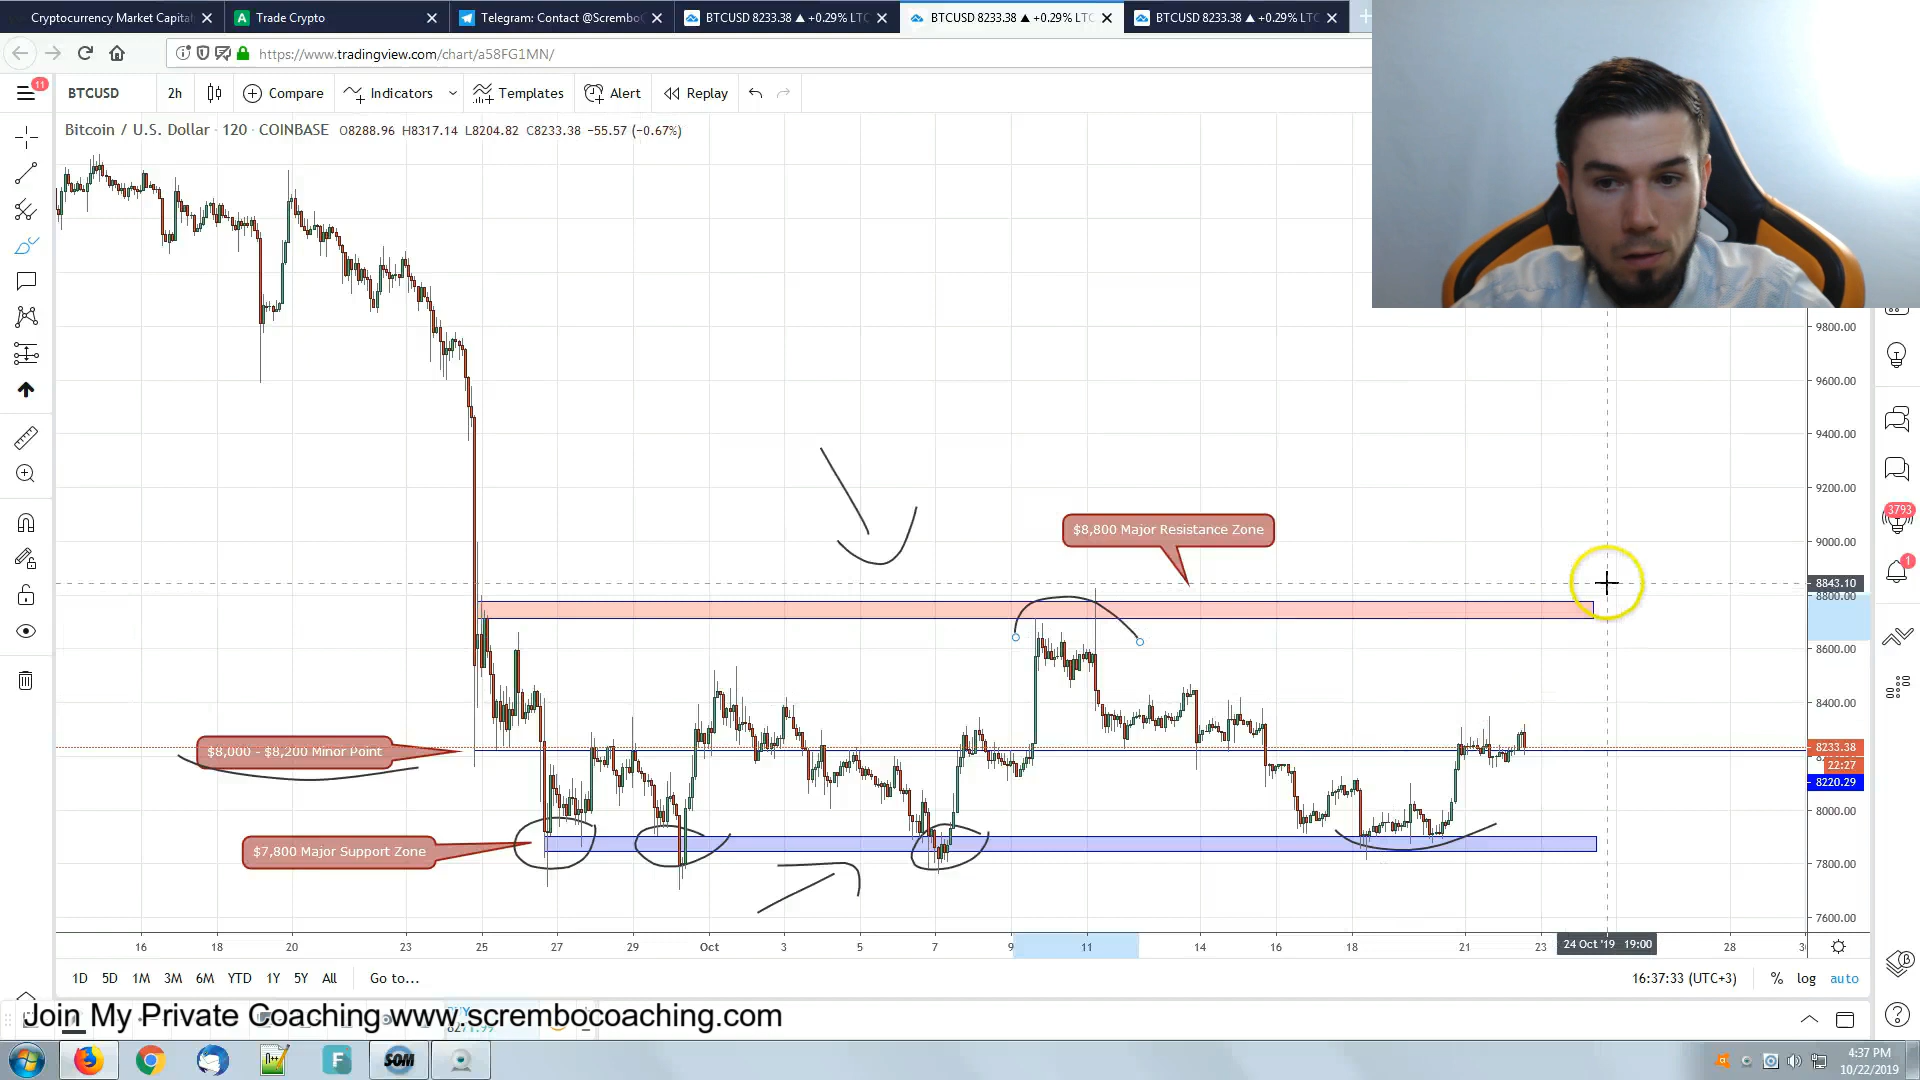 Cryptocurrency Market Capital
Trade Crypto
Telegram: Contact @Scrembo
BTCUSD 8233.38 ▲ +0.29% LTC
BTCUSD 8233.38 ▲ +0.29% LTC
BTCUSD 8233.38 ▲ +0.29% LTC
https://www.tradingview.com/chart/a58FG1MN/
11
BTCUSD
2h
Compare
Indicators
Templates
Alert
Replay
Bitcoin / U.S. Dollar · 120 · COINBASE O8288.96 H8317.14 L8204.82 C8233.38 −55.57 (−0.67%)
9800.00
9600.00
9400.00
9200.00
9000.00
8843.10
8800.00
8600.00
8400.00
8233.38
22:27
8220.29
8000.00
7800.00
7600.00
$8,800 Major Resistance Zone
$8,000 - $8,200 Minor Point
$7,800 Major Support Zone
3793
1
16 18 20 23 25 27 29 Oct 3 5 7 9 11 14 16 18 21 23 24 Oct '19 19:00 28
1D 5D 1M 3M 6M YTD 1Y 5Y All Go to...
16:37:33 (UTC+3) % log auto
Join My Private Coaching www.scrembocoaching.com
SOM
4:37 PM
10/22/2019